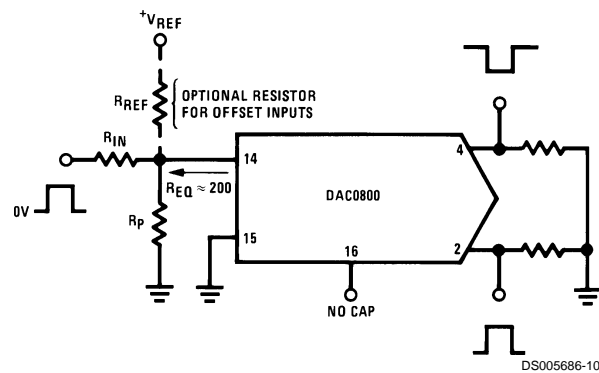 +VREF
RREF
OPTIONAL RESISTOR
FOR OFFSET INPUTS
RIN
14
4
REQ ≈ 200
DAC0800
0V
RP
15
16
2
NO CAP
DS005686-10